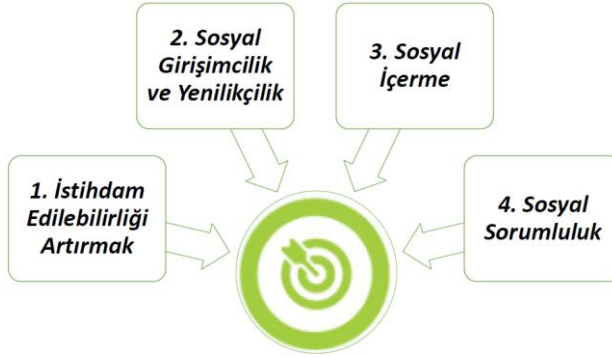 1. İstihdam
Edilebilirliği
Artırmak
2. Sosyal
Girişimcilik
ve Yenilikçilik
3. Sosyal
İçerme
4. Sosyal
Sorumluluk